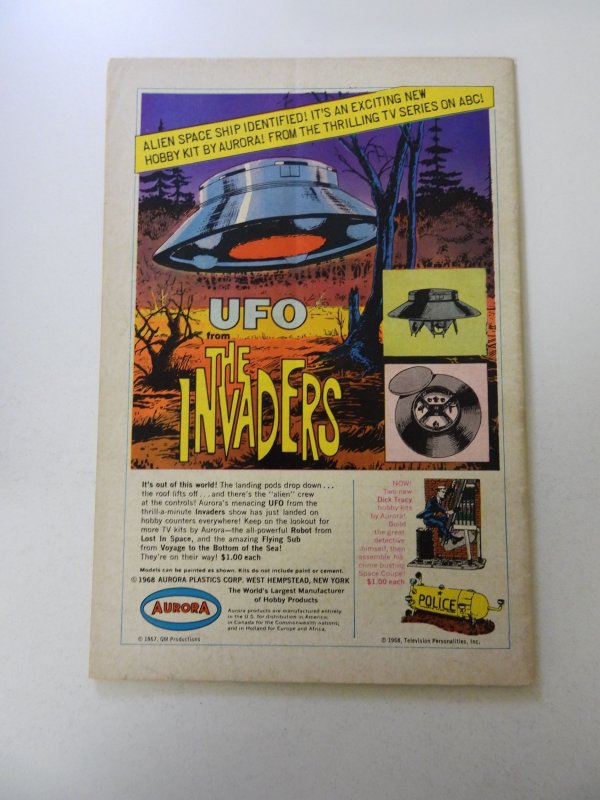 ALIEN SPACE SHIP IDENTIFIED! IT'S AN EXCITING NEW
HOBBY KIT BY AURORA! FROM THE THRILLING TV SERIES ON ABC!
UFO
from
THE
INVADERS
It's out of this world! The landing pods drop down...
the roof lifts off...and there's the "alien" crew
at the controls! Aurora's menacing UFO from the
thrill-a-minute Invaders show has just landed on
hobby counters everywhere! Keep on the lookout for
more TV kits by Aurora—the all-powerful Robot from
Lost In Space, and the amazing Flying Sub
from Voyage to the Bottom of the Sea!
They're on their way! $1.00 each
Models can be painted as shown. Kits do not include paint or cement.
© 1968 AURORA PLASTICS CORP. WEST HEMPSTEAD, NEW YORK
The World's Largest Manufacturer
of Hobby Products
AURORA
Aurora products are manufactured entirely
in the U.S. for distribution in America;
in Canada for the Commonwealth nations;
and in Holland for Europe and Africa.
© 1967, QM Productions
NOW!
Two new
Dick Tracy
hobby kits
by Aurora!
Build
the great
detective
himself, then
assemble his
crime-busting
Space Coupe!
$1.00 each
POLICE
© 1968, Television Personalities, Inc.